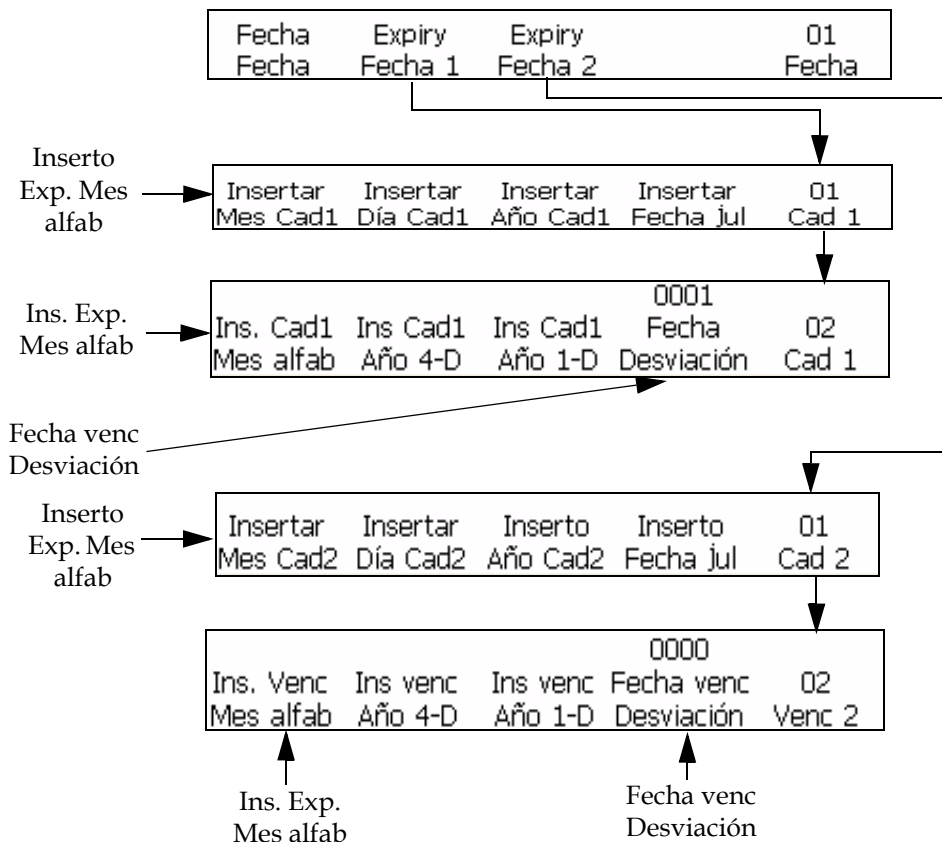 Fecha Expiry Expiry 01
Fecha Fecha 1 Fecha 2 Fecha
Inserto
Exp. Mes
alfab
Insertar Insertar Insertar Insertar 01
Mes Cad1 Día Cad1 Año Cad1 Fecha jul Cad 1
Ins. Exp.
Mes alfab
0001
Ins. Cad1 Ins Cad1 Ins Cad1 Fecha 02
Mes alfab Año 4-D Año 1-D Desviación Cad 1
Fecha venc
Desviación
Inserto
Exp. Mes
alfab
Insertar Insertar Inserto Inserto 01
Mes Cad2 Día Cad2 Año Cad2 Fecha jul Cad 2
0000
Ins. Venc Ins venc Ins venc Fecha venc 02
Mes alfab Año 4-D Año 1-D Desviación Venc 2
Ins. Exp.
Mes alfab
Fecha venc
Desviación